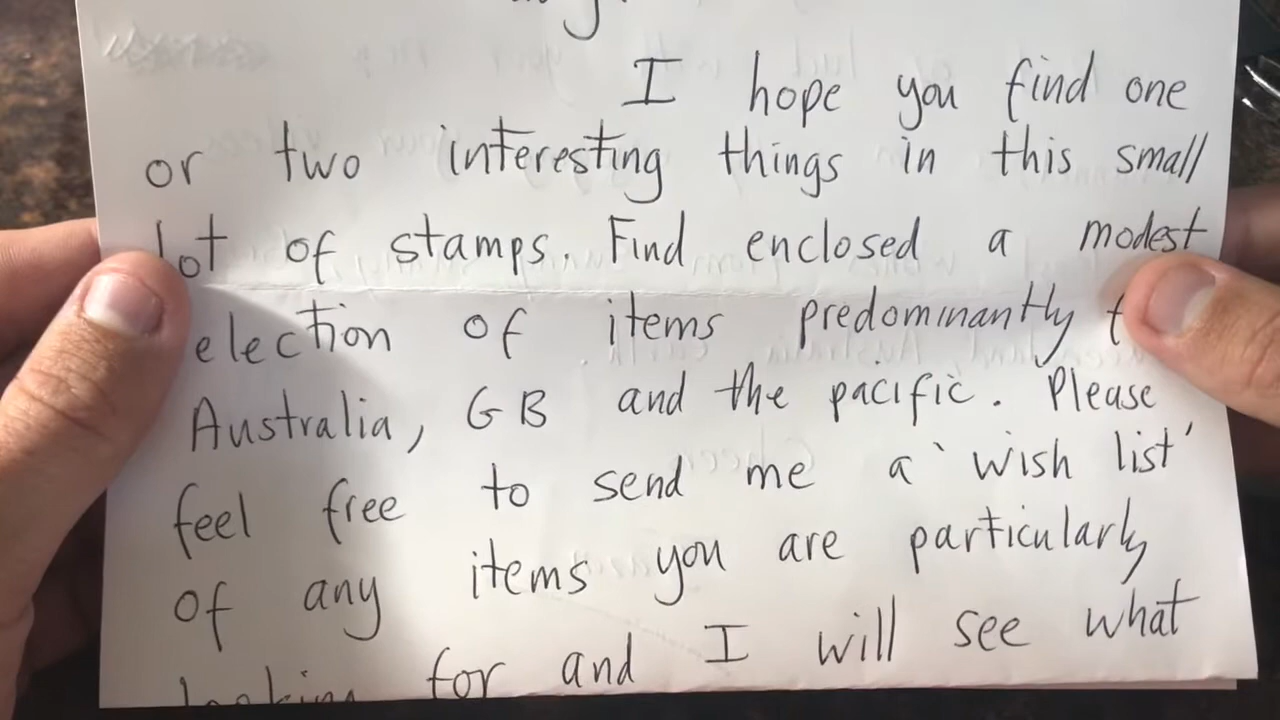 I hope you find one
or two interesting things in this small
lot of stamps. Find enclosed a modest
election of items predominantly
Australia, GB and the pacific. Please
feel free to send me a 'wish list'
of any items you are particularly
looking for and I will see what